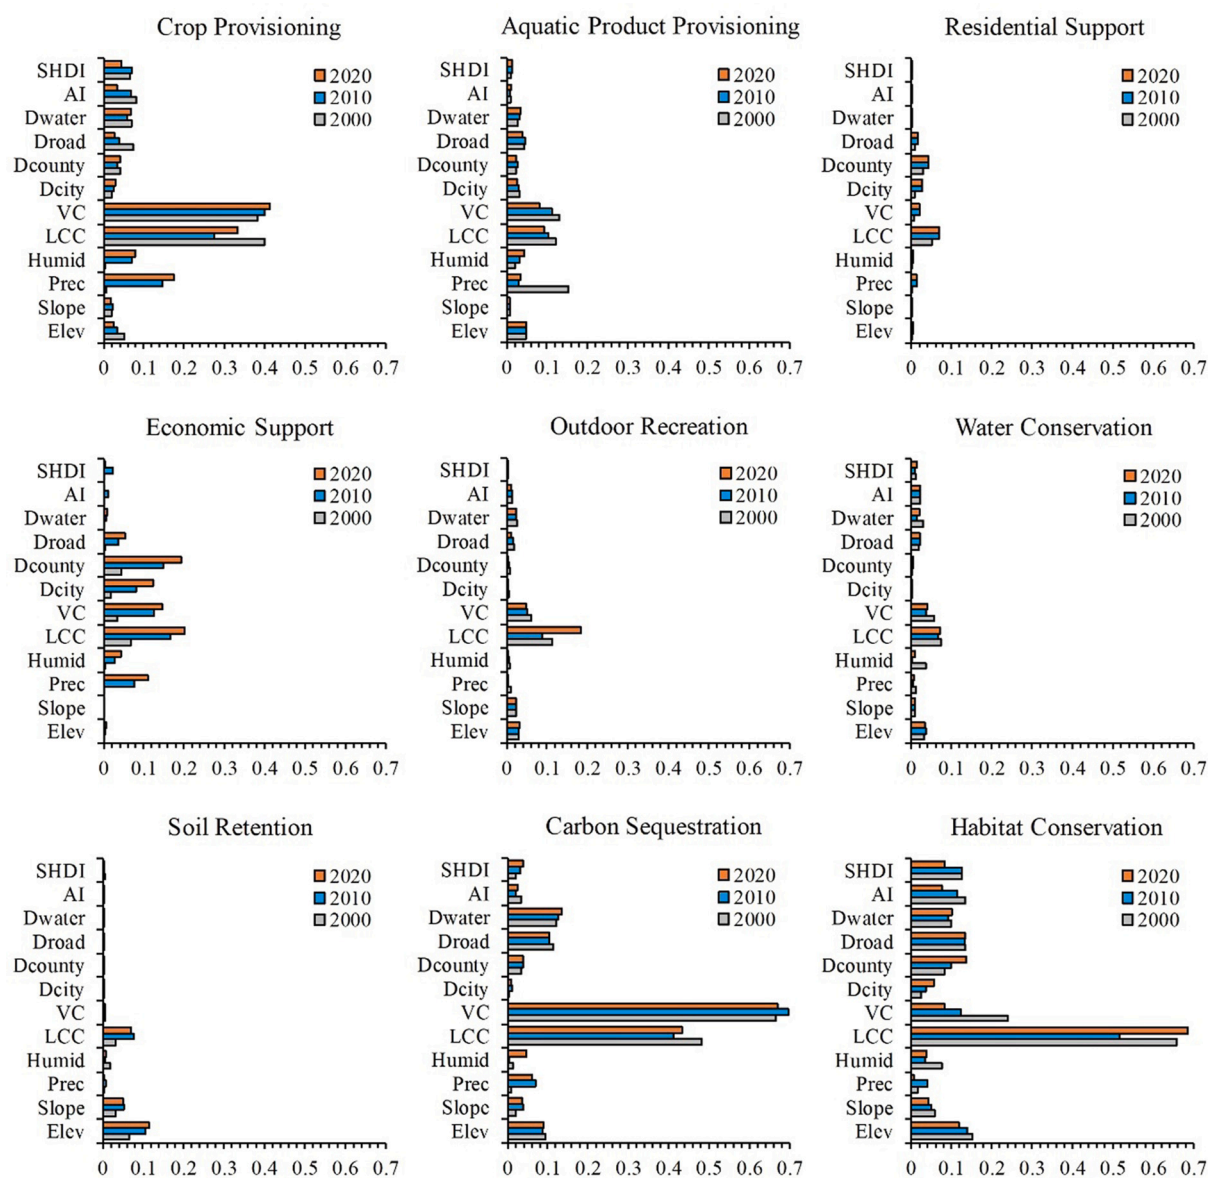 Crop Provisioning
SHDI
AI
Dwater
Droad
Dcounty
Dcity
VC
LCC
Humid
Prec
Slope
Elev
2020
2010
2000
0 0.1 0.2 0.3 0.4 0.5 0.6 0.7
Aquatic Product Provisioning
SHDI
AI
Dwater
Droad
Dcounty
Dcity
VC
LCC
Humid
Prec
Slope
Elev
2020
2010
2000
0 0.1 0.2 0.3 0.4 0.5 0.6 0.7
Residential Support
SHDI
AI
Dwater
Droad
Dcounty
Dcity
VC
LCC
Humid
Prec
Slope
Elev
2020
2010
2000
0 0.1 0.2 0.3 0.4 0.5 0.6 0.7
Economic Support
SHDI
AI
Dwater
Droad
Dcounty
Dcity
VC
LCC
Humid
Prec
Slope
Elev
2020
2010
2000
0 0.1 0.2 0.3 0.4 0.5 0.6 0.7
Outdoor Recreation
SHDI
AI
Dwater
Droad
Dcounty
Dcity
VC
LCC
Humid
Prec
Slope
Elev
2020
2010
2000
0 0.1 0.2 0.3 0.4 0.5 0.6 0.7
Water Conservation
SHDI
AI
Dwater
Droad
Dcounty
Dcity
VC
LCC
Humid
Prec
Slope
Elev
2020
2010
2000
0 0.1 0.2 0.3 0.4 0.5 0.6 0.7
Soil Retention
SHDI
AI
Dwater
Droad
Dcounty
Dcity
VC
LCC
Humid
Prec
Slope
Elev
2020
2010
2000
0 0.1 0.2 0.3 0.4 0.5 0.6 0.7
Carbon Sequestration
SHDI
AI
Dwater
Droad
Dcounty
Dcity
VC
LCC
Humid
Prec
Slope
Elev
2020
2010
2000
0 0.1 0.2 0.3 0.4 0.5 0.6 0.7
Habitat Conservation
SHDI
AI
Dwater
Droad
Dcounty
Dcity
VC
LCC
Humid
Prec
Slope
Elev
2020
2010
2000
0 0.1 0.2 0.3 0.4 0.5 0.6 0.7